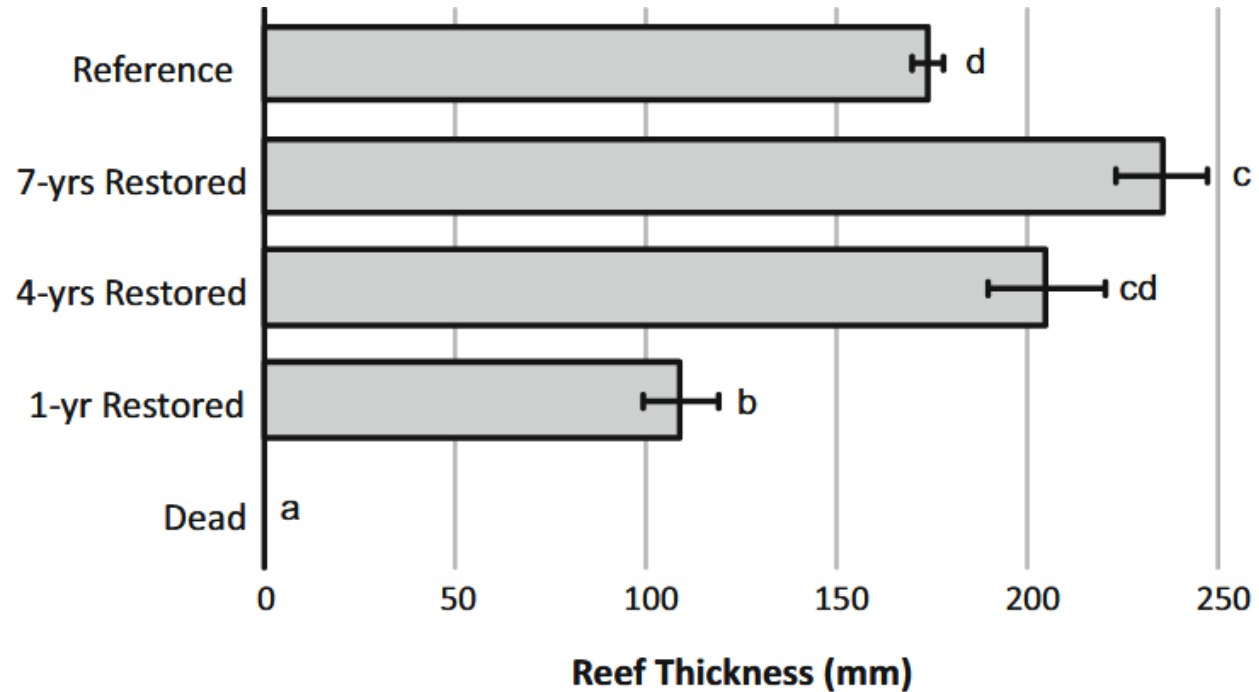 Reference
d
7-yrs Restored
c
4-yrs Restored
cd
1-yr Restored
b
Dead
a
0 50 100 150 200 250
Reef Thickness (mm)